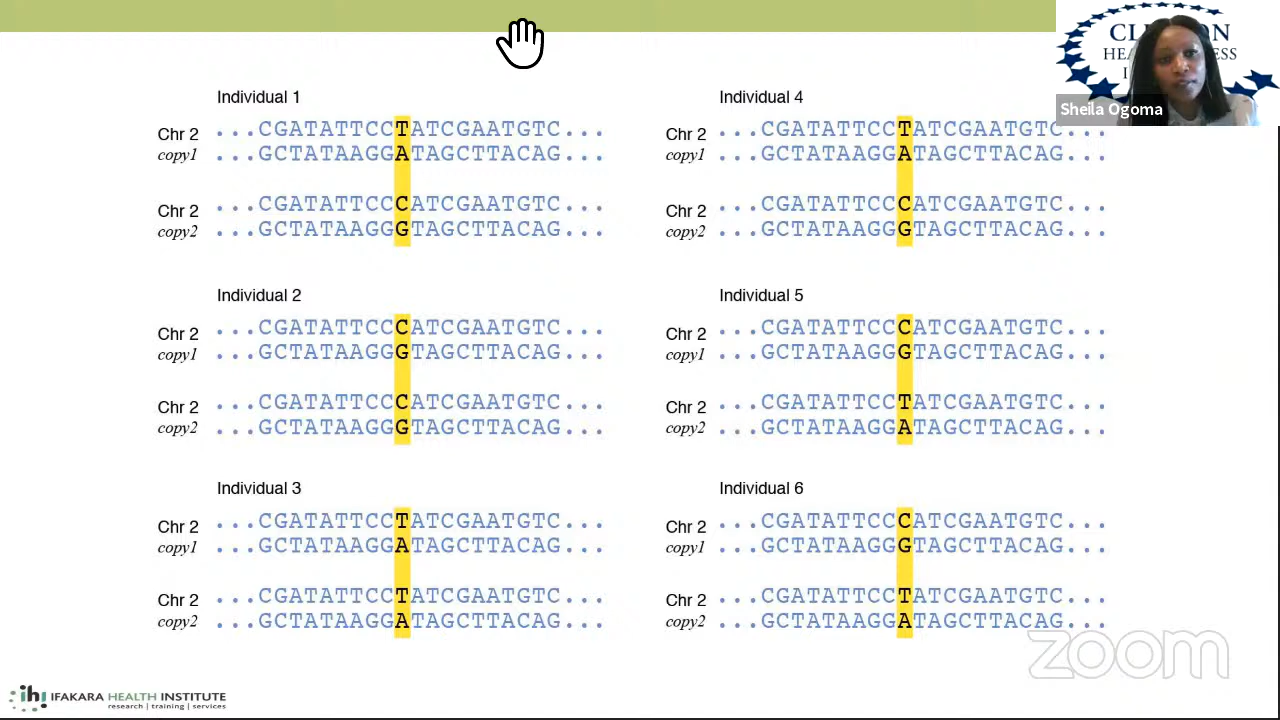 Individual 1
Chr 2 ...CGATATTCCTATCGAATGTC...
copy1 ...GCTATAAGGATAGCTTACAG...
Chr 2 ...CGATATTCCCATCGAATGTC...
copy2 ...GCTATAAGGGTAGCTTACAG...
Individual 2
Chr 2 ...CGATATTCCCATCGAATGTC...
copy1 ...GCTATAAGGGTAGCTTACAG...
Chr 2 ...CGATATTCCCATCGAATGTC...
copy2 ...GCTATAAGGGTAGCTTACAG...
Individual 3
Chr 2 ...CGATATTCCTATCGAATGTC...
copy1 ...GCTATAAGGATAGCTTACAG...
Chr 2 ...CGATATTCCTATCGAATGTC...
copy2 ...GCTATAAGGATAGCTTACAG...
Individual 4
Chr 2 ...CGATATTCCTATCGAATGTC...
copy1 ...GCTATAAGGATAGCTTACAG...
Chr 2 ...CGATATTCCCATCGAATGTC...
copy2 ...GCTATAAGGGTAGCTTACAG...
Individual 5
Chr 2 ...CGATATTCCCATCGAATGTC...
copy1 ...GCTATAAGGGTAGCTTACAG...
Chr 2 ...CGATATTCCTATCGAATGTC...
copy2 ...GCTATAAGGATAGCTTACAG...
Individual 6
Chr 2 ...CGATATTCCCATCGAATGTC...
copy1 ...GCTATAAGGGTAGCTTACAG...
Chr 2 ...CGATATTCCTATCGAATGTC...
copy2 ...GCTATAAGGATAGCTTACAG...
Sheila Ogoma
zoom
ihi IFAKARA HEALTH INSTITUTE
research | training | services